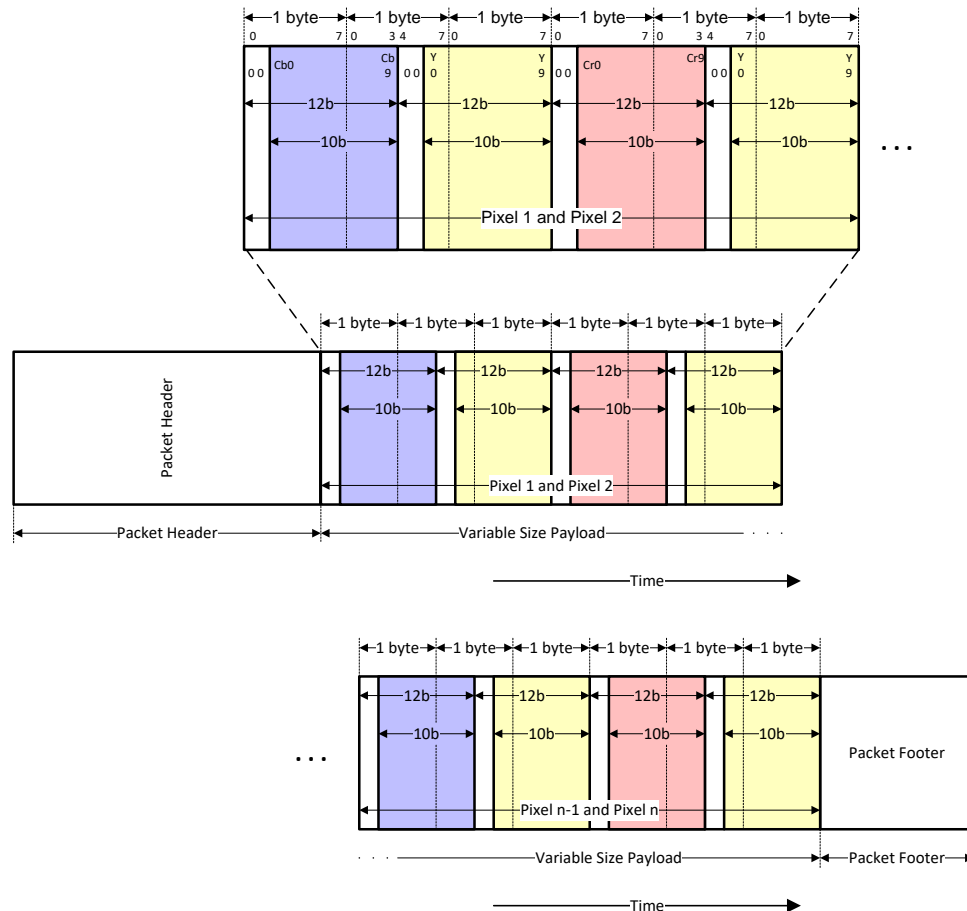 1 byte 1 byte 1 byte 1 byte 1 byte 1 byte
0 7 0 3 4 7 0 7 0 3 4 7 0 7
Cb0 Cb Y Y Cr0 Cr9 Y Y
0 0 9 0 0 0 9 0 0 0 0 0 9
12b 12b 12b 12b
10b 10b 10b 10b
...
Pixel 1 and Pixel 2
1 byte 1 byte 1 byte 1 byte 1 byte 1 byte
12b 12b 12b 12b
10b 10b 10b 10b
Packet Header
Pixel 1 and Pixel 2
Packet Header Variable Size Payload
Time
1 byte 1 byte 1 byte 1 byte 1 byte 1 byte
12b 12b 12b 12b
10b 10b 10b 10b
... Packet Footer
Pixel n-1 and Pixel n
Variable Size Payload Packet Footer
Time